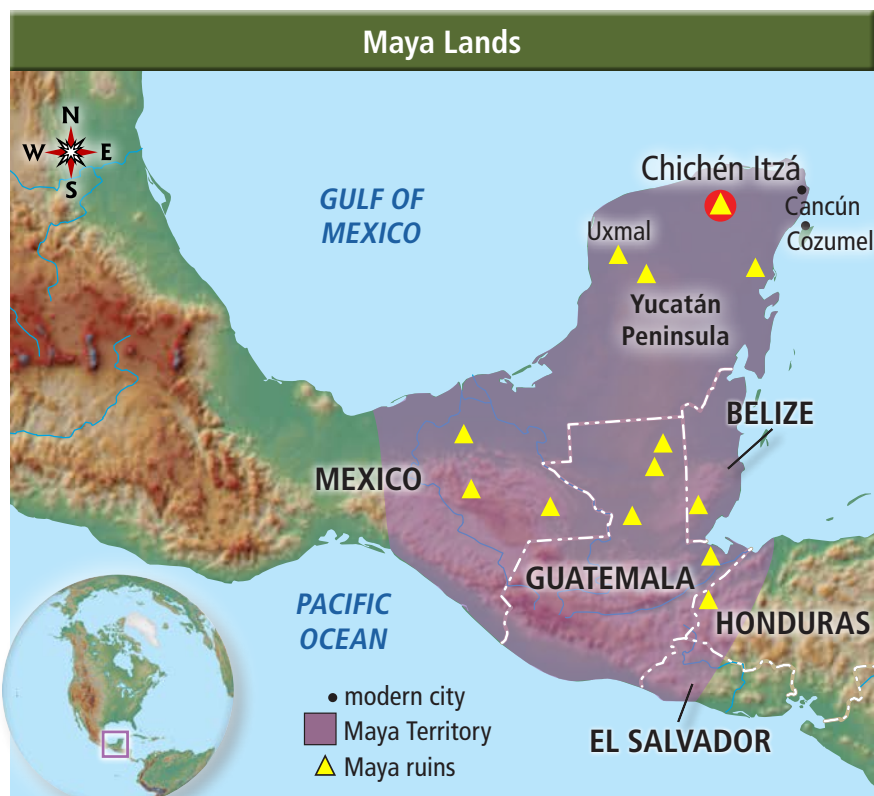 Maya Lands
N
W
E
S
GULF OF
MEXICO
Chichén Itzá
Cancún
Cozumel
Uxmal
Yucatán
Peninsula
BELIZE
MEXICO
GUATEMALA
HONDURAS
PACIFIC
OCEAN
EL SALVADOR
modern city
Maya Territory
Maya ruins